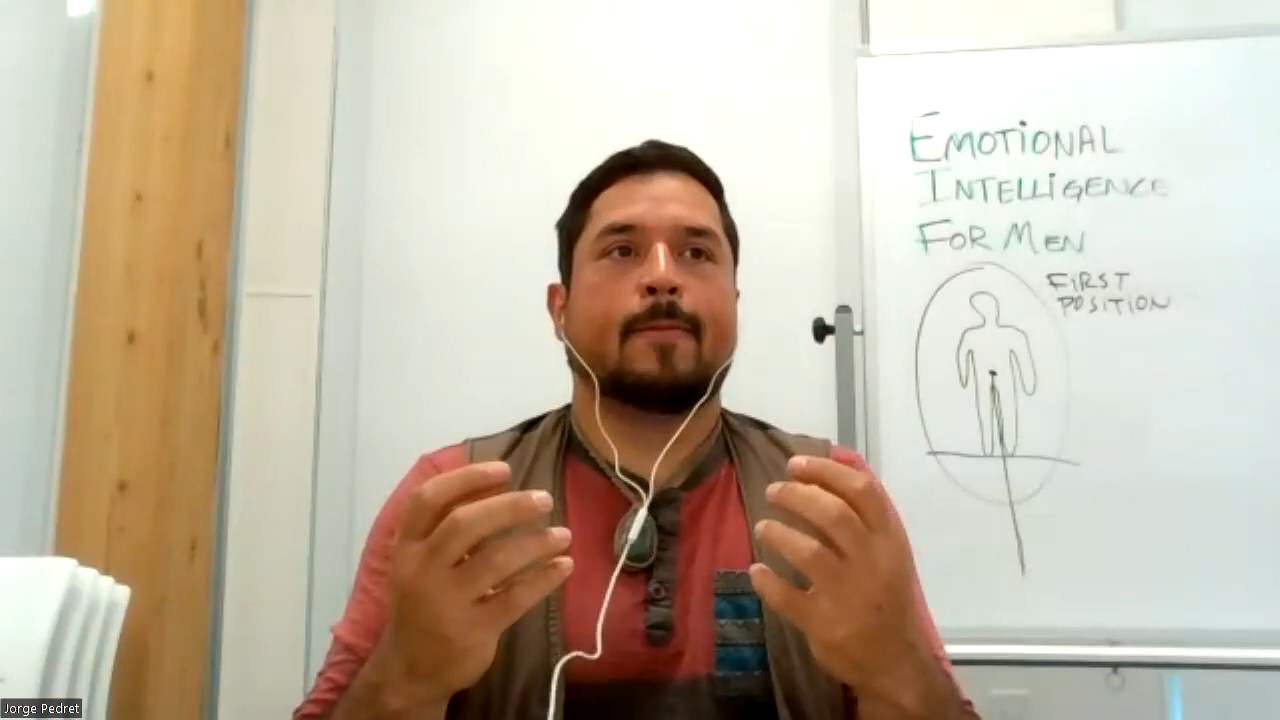 EMOTIONAL
INTELLIGENCE
FOR MEN
FIRST
POSITION
Jorge Pedret